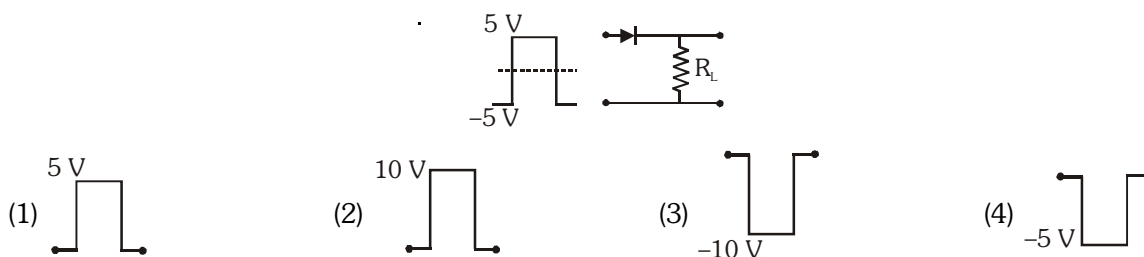 5 V
R_L
–5 V
(1) 5 V
(2) 10 V
(3) –10 V
(4) –5 V